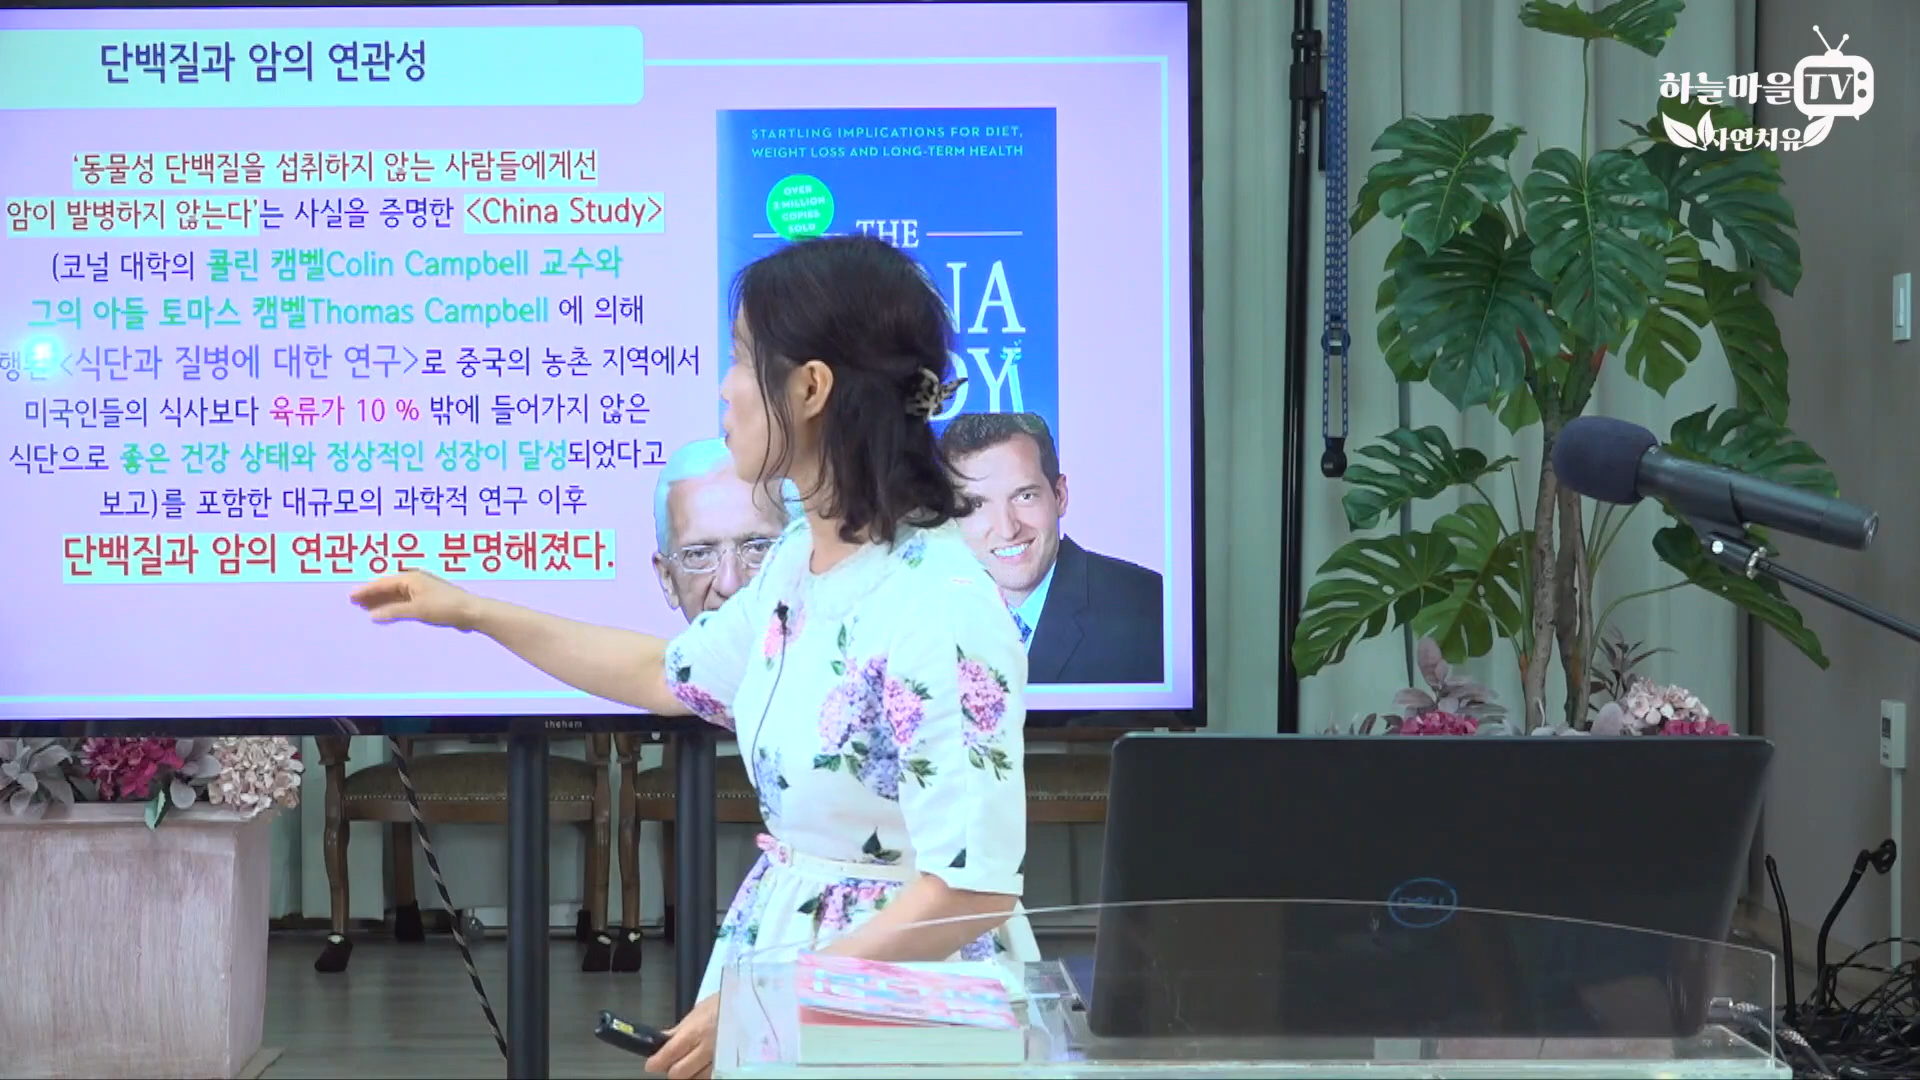 단백질과 암의 연관성
‘동물성 단백질을 섭취하지 않는 사람들에게선
암이 발병하지 않는다’는 사실을 증명한 <China Study>
(코널 대학의 콜린 캠벨Colin Campbell 교수와
그의 아들 토마스 캠벨Thomas Campbell 에 의해
<식단과 질병에 대한 연구>로 중국의 농촌 지역에서
미국인들의 식사보다 육류가 10 % 밖에 들어가지 않은
식단으로 좋은 건강 상태와 정상적인 성장이 달성되었다고
보고)를 포함한 대규모의 과학적 연구 이후
단백질과 암의 연관성은 분명해졌다.
STARTLING IMPLICATIONS FOR DIET,
WEIGHT LOSS AND LONG-TERM HEALTH
OVER
MILLION
COPIES
SOLD
THE
NA
DY
theham
하늘마을TV
자연치유
DELL